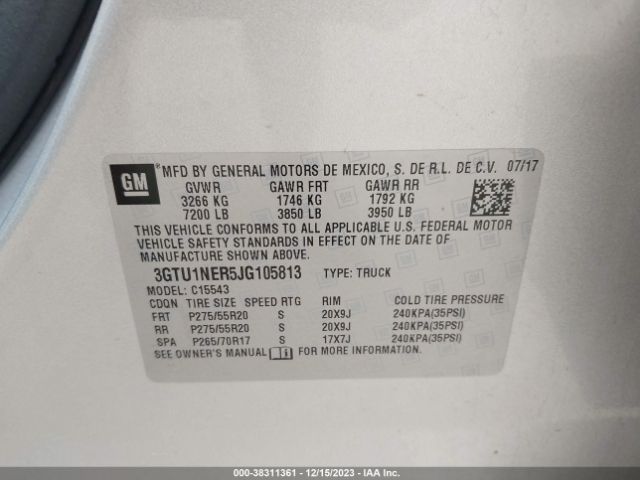 GM ® MFD BY GENERAL MOTORS DE MEXICO, S. DE R.L. DE C.V. 07/17
GVWR GAWR FRT GAWR RR
3266 KG 1746 KG 1792 KG
7200 LB 3850 LB 3950 LB
THIS VEHICLE CONFORMS TO ALL APPLICABLE U.S. FEDERAL MOTOR
VEHICLE SAFETY STANDARDS IN EFFECT ON THE DATE OF
MANUFACTURE SHOWN ABOVE.
3GTU1NER5JG105813 TYPE: TRUCK
MODEL: C15543
CDQN TIRE SIZE SPEED RTG RIM COLD TIRE PRESSURE
FRT P275/55R20 S 20X9J 240KPA(35PSI)
RR P275/55R20 S 20X9J 240KPA(35PSI)
SPA P265/70R17 S 17X7J 240KPA(35PSI)
SEE OWNER'S MANUAL i FOR MORE INFORMATION.
000-38311361 | 12/15/2023 | IAAI.COM